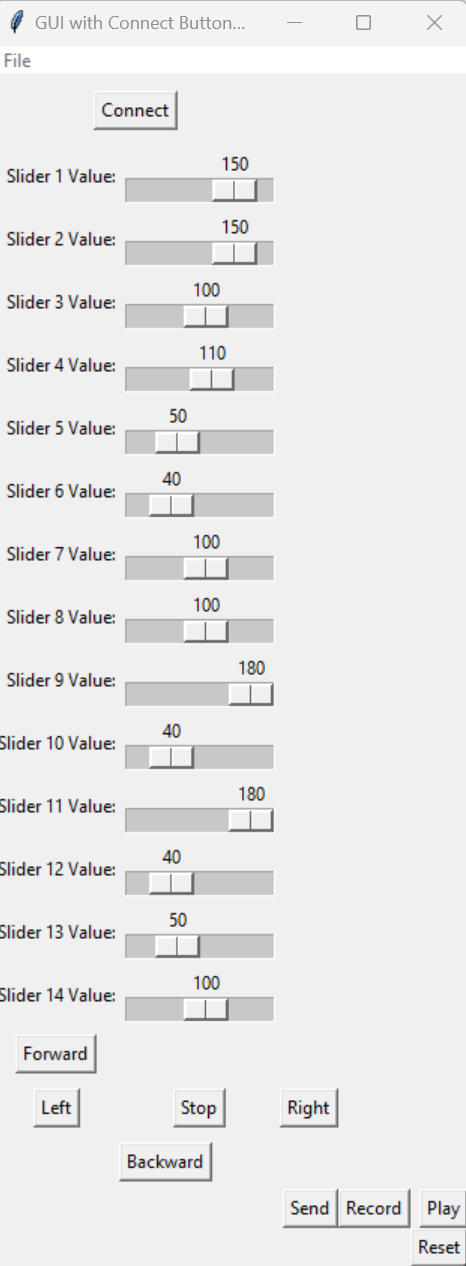 GUI with Connect Button...
File
Connect
150
Slider 1 Value:
150
Slider 2 Value:
100
Slider 3 Value:
110
Slider 4 Value:
50
Slider 5 Value:
40
Slider 6 Value:
100
Slider 7 Value:
100
Slider 8 Value:
180
Slider 9 Value:
40
Slider 10 Value:
180
Slider 11 Value:
40
Slider 12 Value:
50
Slider 13 Value:
100
Slider 14 Value:
Forward
Left Stop Right
Backward
Send Record Play
Reset